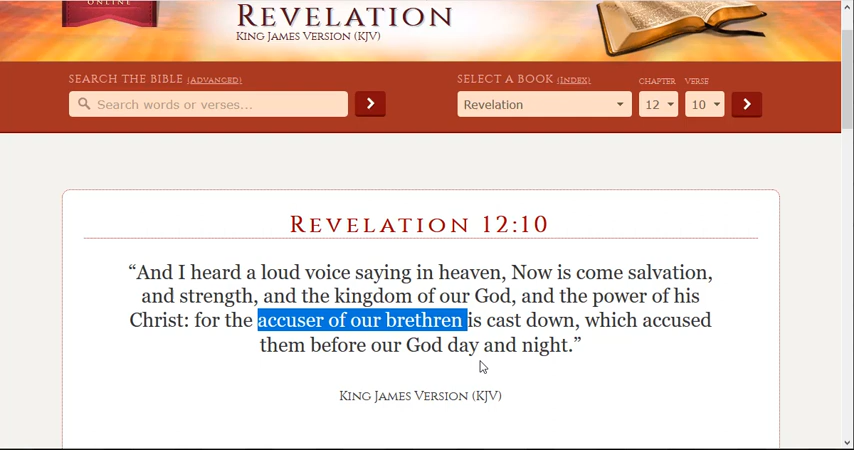 ONLINE
REVELATION
KING JAMES VERSION (KJV)
SEARCH THE BIBLE (ADVANCED)
SELECT A BOOK (INDEX)
CHAPTER
VERSE
Search words or verses...
Revelation
12
10
REVELATION 12:10
“And I heard a loud voice saying in heaven, Now is come salvation,
and strength, and the kingdom of our God, and the power of his
Christ: for the accuser of our brethren is cast down, which accused
them before our God day and night.”
KING JAMES VERSION (KJV)